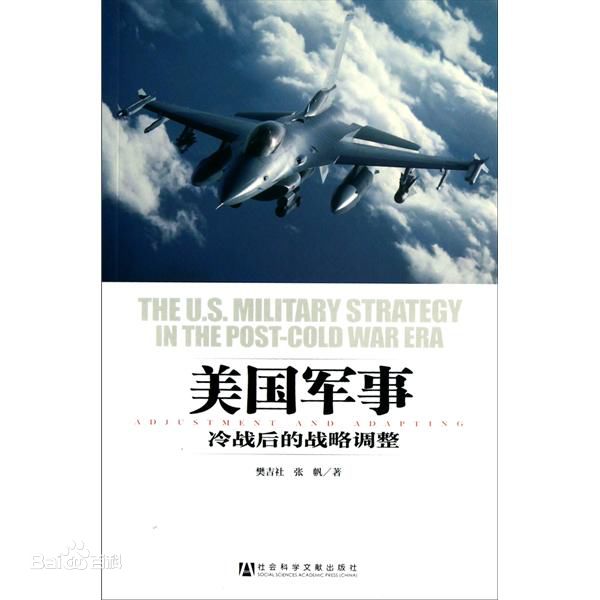 THE U.S. MILITARY STRATEGY
IN THE POST-COLD WAR ERA
美国军事
ADJUSTMENT AND ADAPTING
冷战后的战略调整
樊吉社 张 帆/著
Bai百科
社会科学文献出版社
SOCIAL SCIENCES ACADEMIC PRESS (CHINA)